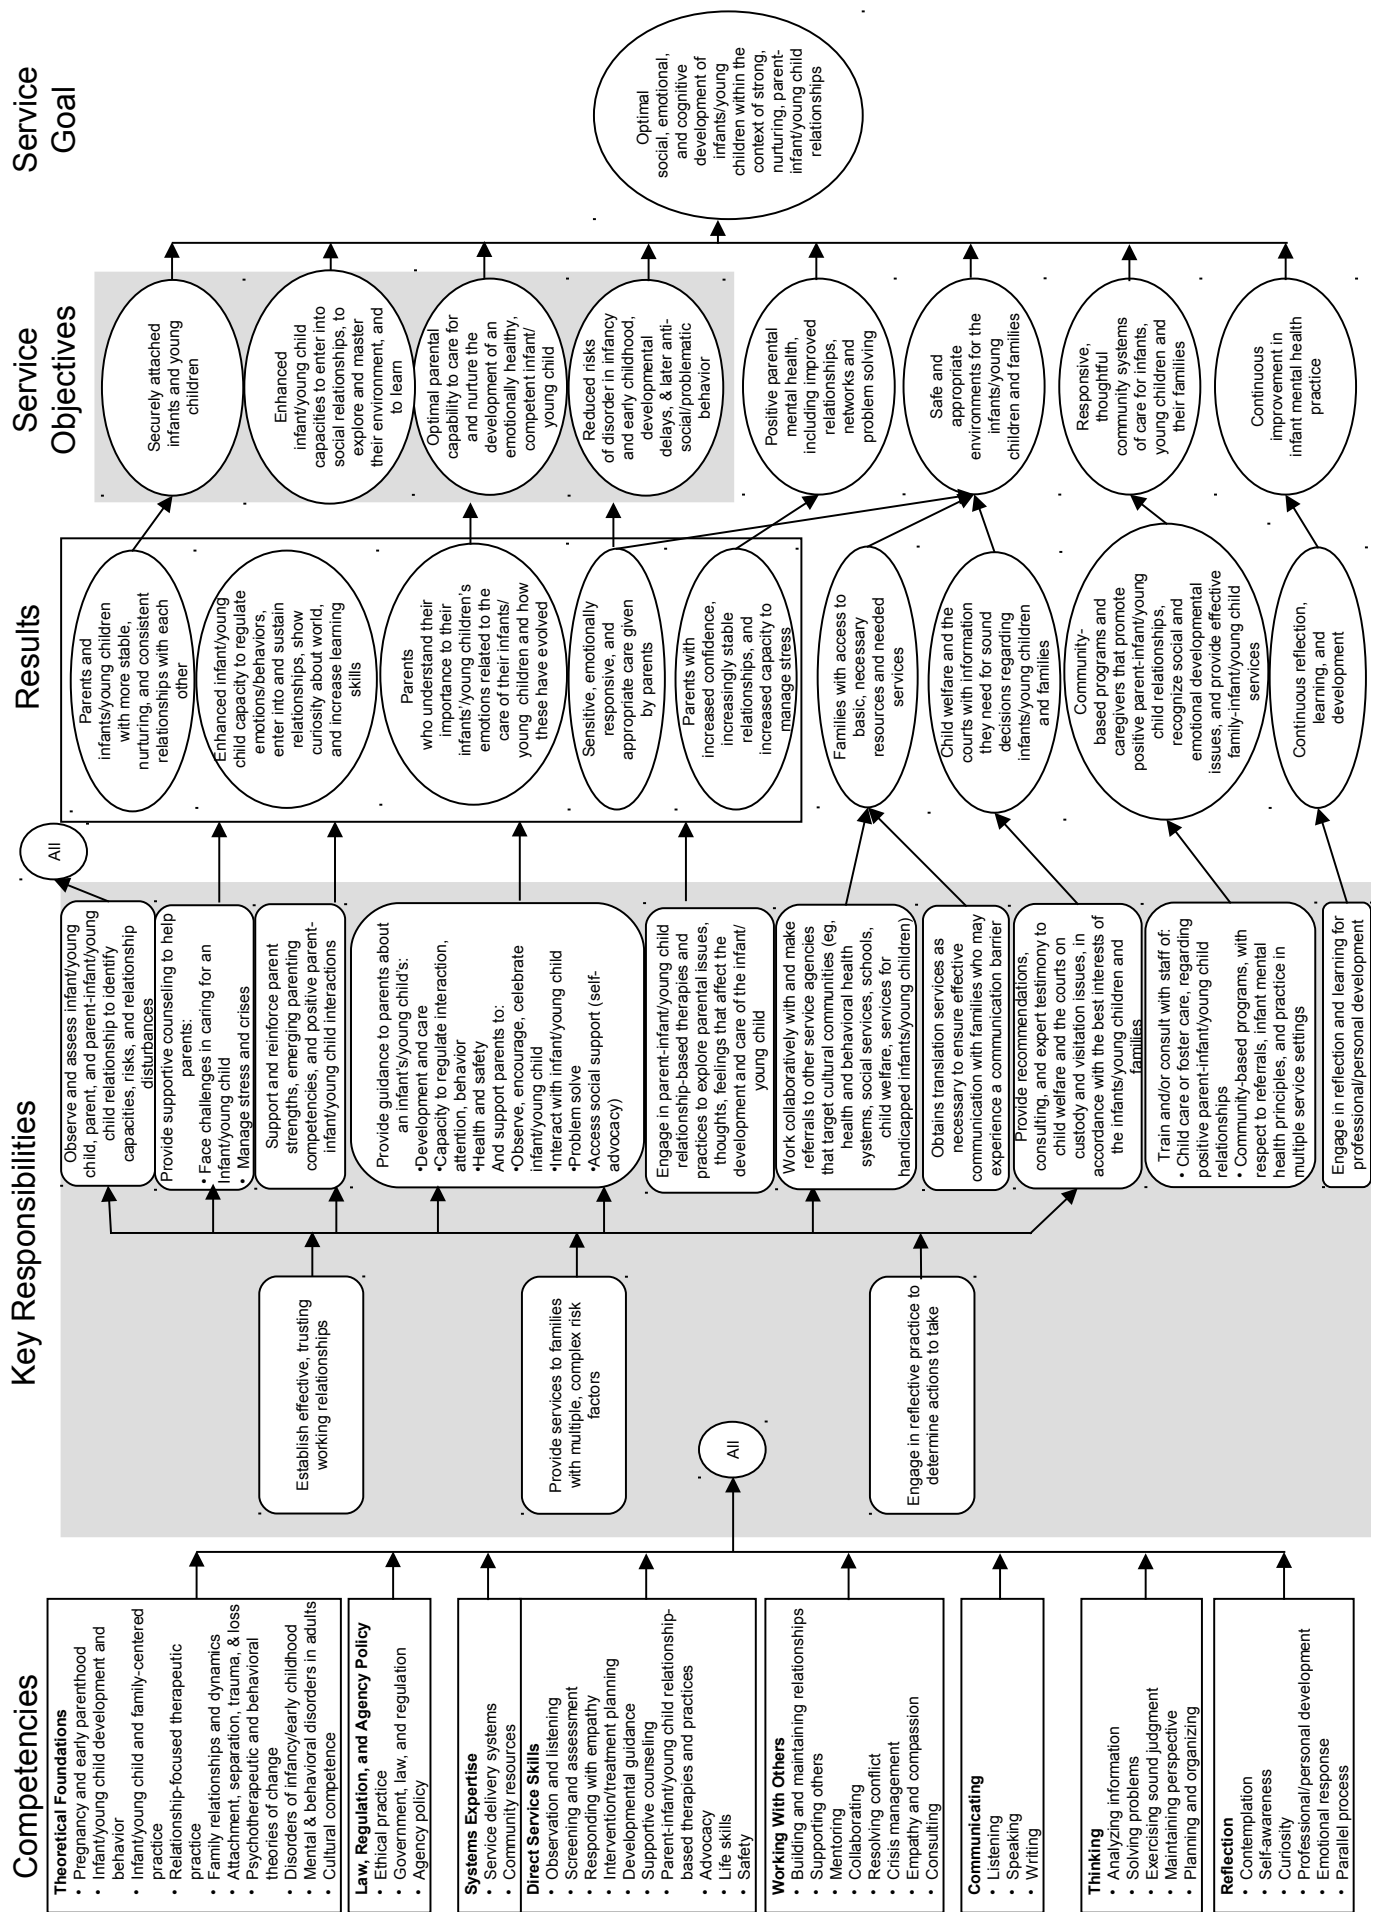 Competencies
Theoretical Foundations
• Pregnancy and early parenthood
• Infant/young child development and
behavior
• Infant/young child and family-centered
practice
• Relationship-focused therapeutic
practice
• Family relationships and dynamics
• Attachment, separation, trauma, & loss
• Psychotherapeutic and behavioral
theories of change
• Disorders of infancy/early childhood
• Mental & behavioral disorders in adults
• Cultural competence
Law, Regulation, and Agency Policy
• Ethical practice
• Government, law, and regulation
• Agency policy
Systems Expertise
• Service delivery systems
• Community resources
Direct Service Skills
• Observation and listening
• Screening and assessment
• Responding with empathy
• Intervention/treatment planning
• Developmental guidance
• Supportive counseling
• Parent-infant/young child relationship-
based therapies and practices
• Advocacy
• Life skills
• Safety
Working With Others
• Building and maintaining relationships
• Supporting others
• Mentoring
• Collaborating
• Resolving conflict
• Crisis management
• Empathy and compassion
• Consulting
Communicating
• Listening
• Speaking
• Writing
Thinking
• Analyzing information
• Solving problems
• Exercising sound judgment
• Maintaining perspective
• Planning and organizing
Reflection
• Contemplation
• Self-awareness
• Curiosity
• Professional/personal development
• Emotional response
• Parallel process
Key Responsibilities
All
Establish effective, trusting
working relationships
Provide services to families
with multiple, complex risk
factors
Engage in reflective practice to
determine actions to take
Observe and assess infant/young
child, parent, and parent-infant/young
child relationship to identify
capacities, risks, and relationship
disturbances
Provide supportive counseling to help
parents:
• Face challenges in caring for an
Infant/young child
• Manage stress and crises
Support and reinforce parent
strengths, emerging parenting
competencies, and positive parent-
infant/young child interactions
Provide guidance to parents about
an infant's/young child's:
•Development and care
•Capacity to regulate interaction,
attention, behavior
•Health and safety
And support parents to:
•Observe, encourage, celebrate
infant/young child
•Interact with infant/young child
•Problem solve
•Access social support (self-
advocacy)
Engage in parent-infant/young child
relationship-based therapies and
practices to explore parental issues,
thoughts, feelings that affect the
development and care of the infant/
young child
Work collaboratively with and make
referrals to other service agencies
that target cultural communities (eg,
health and behavioral health
systems, social services, schools,
child welfare, services for
handicapped infants/young children)
Obtains translation services as
necessary to ensure effective
communication with families who may
experience a communication barrier
Provide recommendations,
consulting, and expert testimony to
child welfare and the courts on
custody and visitation issues, in
accordance with the best interests of
the infants/young children and
families
Train and/or consult with staff of:
• Child care or foster care, regarding
positive parent-infant/young child
relationships
• Community-based programs, with
respect to referrals, infant mental
health principles, and practice in
multiple service settings
Engage in reflection and learning for
professional/personal development
All
Results
Parents and
infants/young children
with more stable,
nurturing, and consistent
relationships with each
other
Enhanced infant/young
child capacity to regulate
emotions/behaviors,
enter into and sustain
relationships, show
curiosity about world,
and increase learning
skills
Parents
who understand their
importance to their
infants'/young children's
emotions related to the
care of their infants/
young children and how
these have evolved
Sensitive, emotionally
responsive, and
appropriate care given
by parents
Parents with
increased confidence,
increasingly stable
relationships, and
increased capacity to
manage stress
Families with access to
basic, necessary
resources and needed
services
Child welfare and the
courts with information
they need for sound
decisions regarding
infants/young children
and families
Community-
based programs and
caregivers that promote
positive parent-infant/young
child relationships,
recognize social and
emotional developmental
issues, and provide effective
family-infant/young child
services
Continuous reflection,
learning, and
development
Service
Objectives
Securely attached
infants and young
children
Enhanced
infant/young child
capacities to enter into
social relationships, to
explore and master
their environment, and
to learn
Optimal parental
capability to care for
and nurture the
development of an
emotionally healthy,
competent infant/
young child
Reduced risks
of disorder in infancy
and early childhood,
developmental
delays, & later anti-
social/problematic
behavior
Positive parental
mental health,
including improved
relationships,
networks and
problem solving
Safe and
appropriate
environments for the
infants/young
children and families
Responsive,
thoughtful
community systems
of care for infants,
young children and
their families
Continuous
improvement in
infant mental health
practice
Service
Goal
Optimal
social, emotional,
and cognitive
development of
infants/young
children within the
context of strong,
nurturing, parent-
infant/young child
relationships